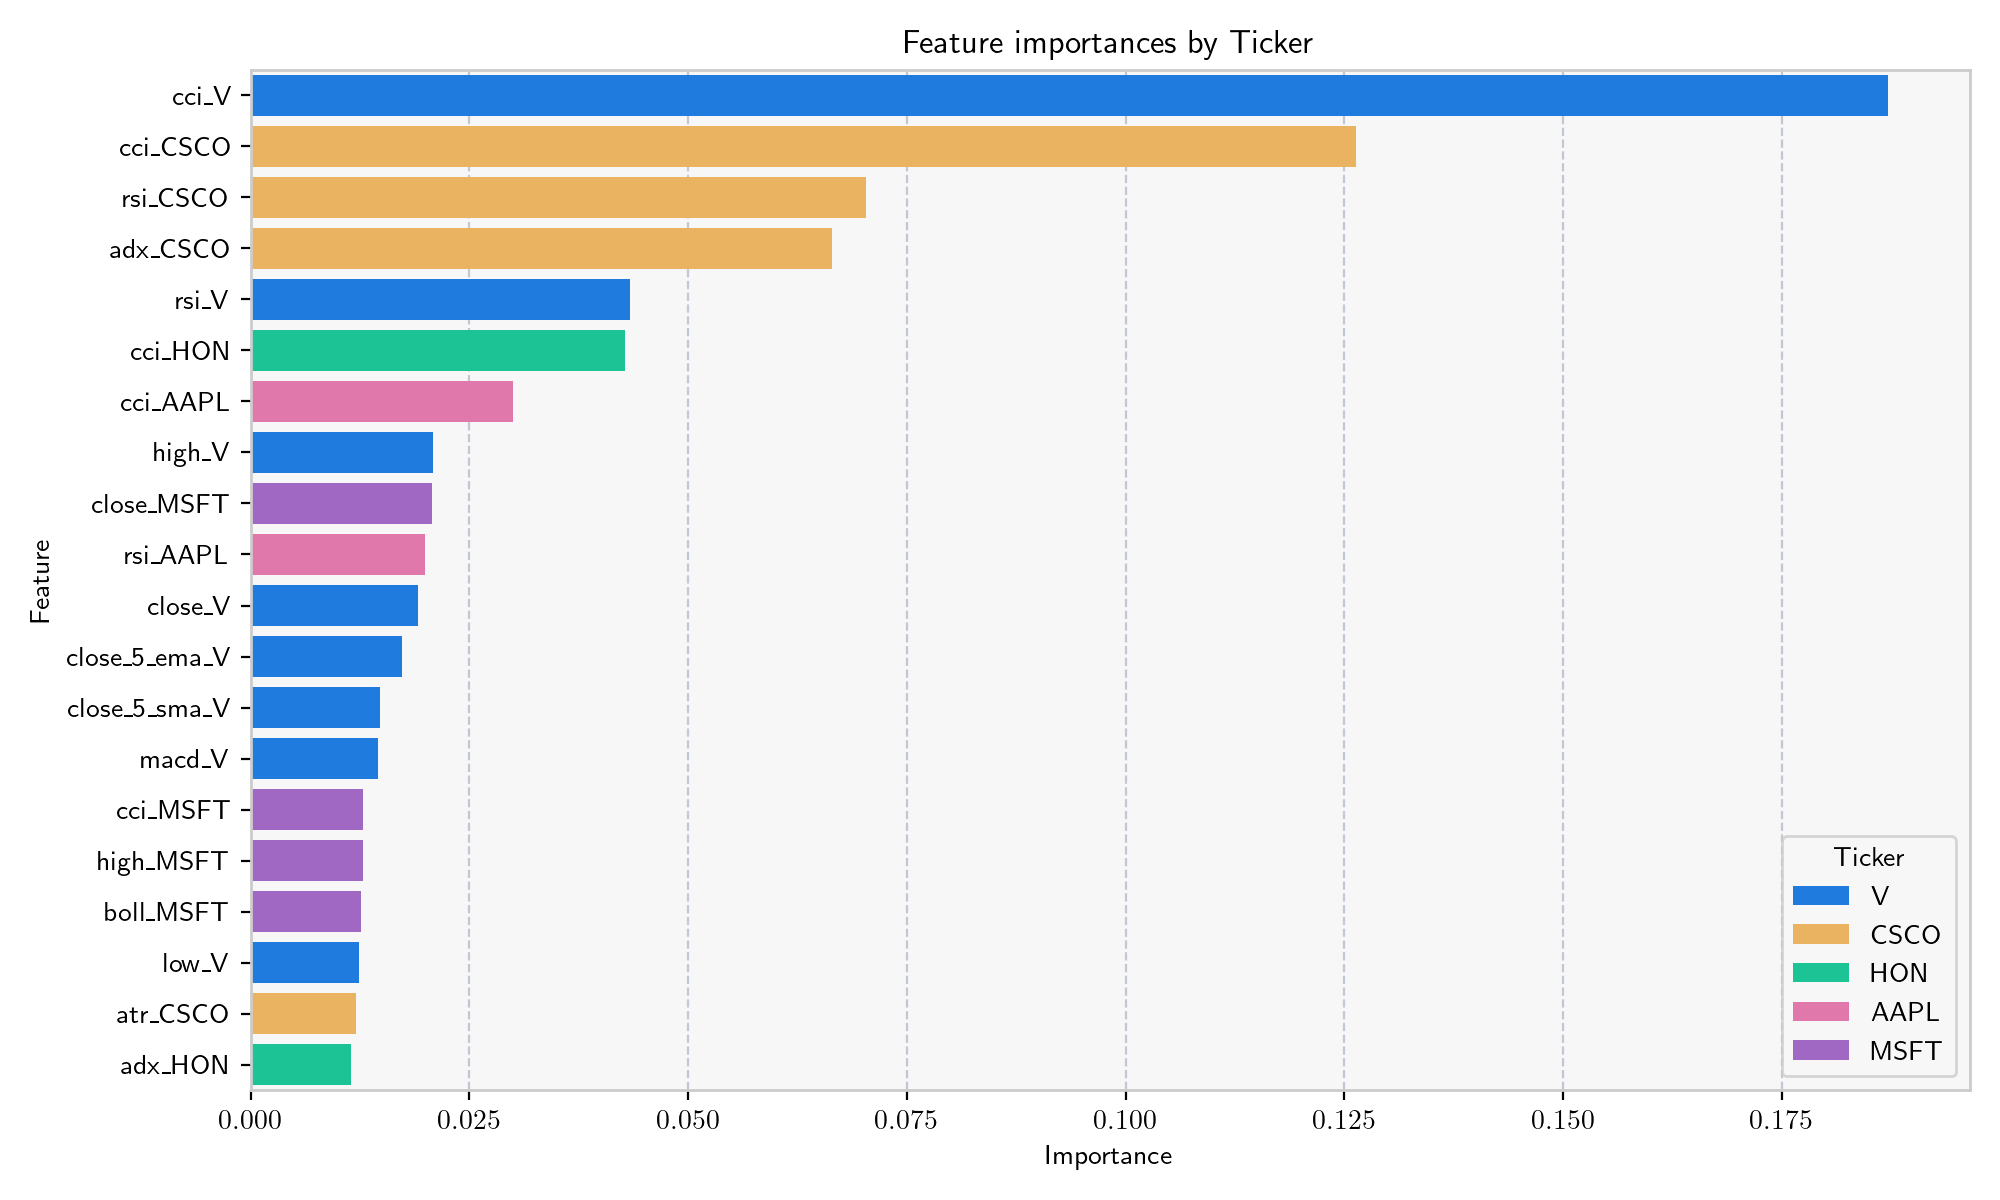 Feature importances by Ticker
cci_V
cci_CSCO
rsi_CSCO
adx_CSCO
rsi_V
cci_HON
cci_AAPL
high_V
close_MSFT
rsi_AAPL
close_V
close_5_ema_V
close_5_sma_V
macd_V
cci_MSFT
high_MSFT
boll_MSFT
low_V
atr_CSCO
adx_HON
Feature
0.000 0.025 0.050 0.075 0.100 0.125 0.150 0.175
Importance
Ticker
V
CSCO
HON
AAPL
MSFT